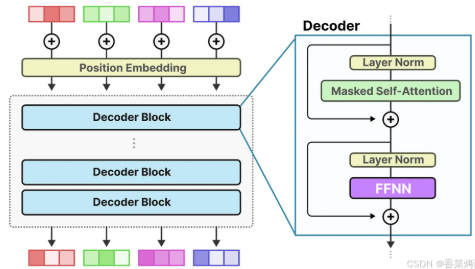 Decoder
Position Embedding
Decoder Block
Decoder Block
Decoder Block
Layer Norm
Masked Self-Attention
Layer Norm
FFNN
CSDN